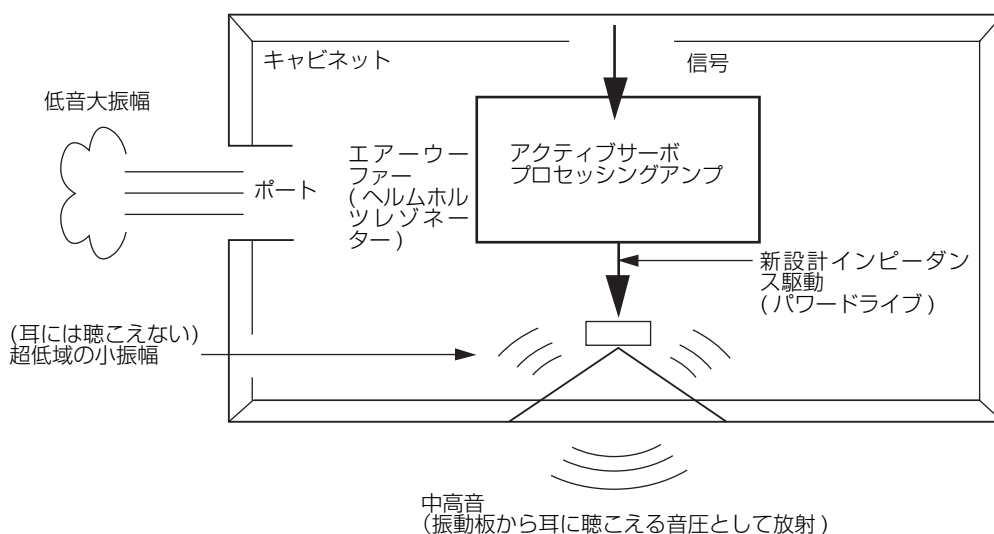 キャビネット
信号
低音大振幅
エアーウー
ファー
(ヘルムホル
ツレゾネー
ター)
アクティブサーボ
プロセッシングアンプ
ポート
新設計インピーダン
ス駆動
(パワードライブ)
(耳には聴こえない)
超低域の小振幅
中高音
(振動板から耳に聴こえる音圧として放射)